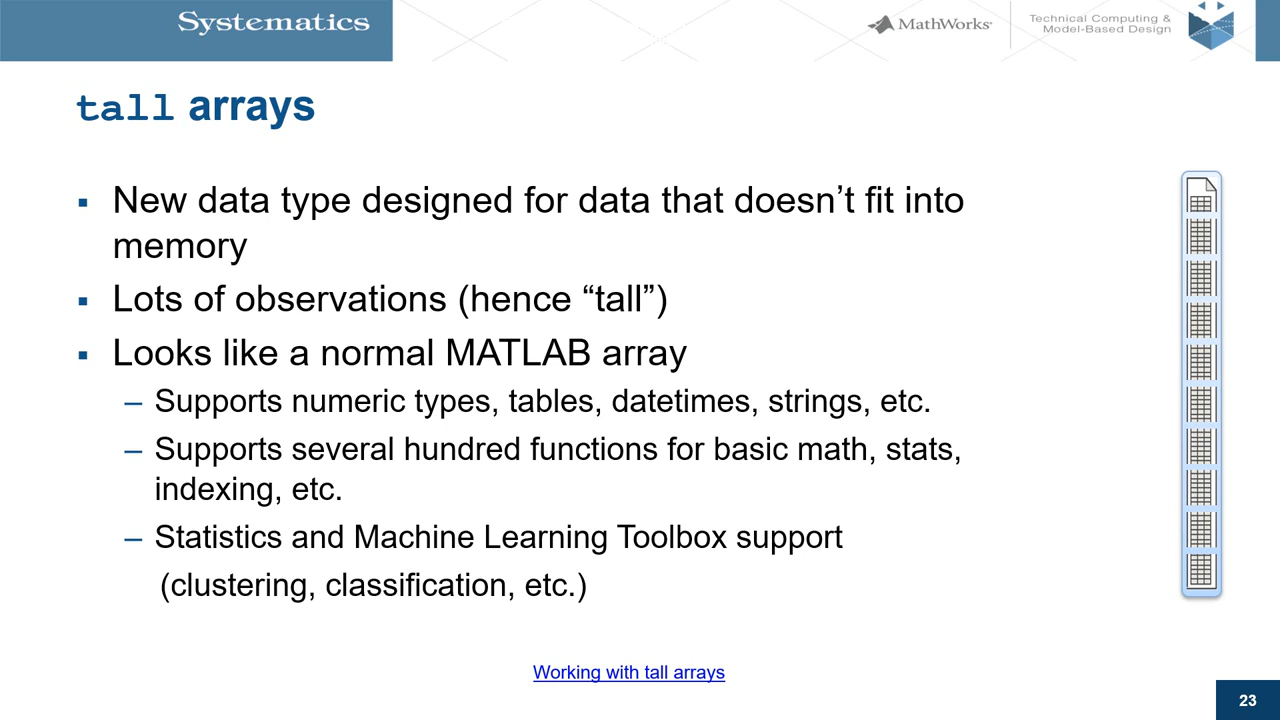 Systematics
MathWorks
Technical Computing &
Model-Based Design
tall arrays
▪ New data type designed for data that doesn’t fit into
memory
▪ Lots of observations (hence “tall”)
▪ Looks like a normal MATLAB array
– Supports numeric types, tables, datetimes, strings, etc.
– Supports several hundred functions for basic math, stats,
indexing, etc.
– Statistics and Machine Learning Toolbox support
(clustering, classification, etc.)
Working with tall arrays
23